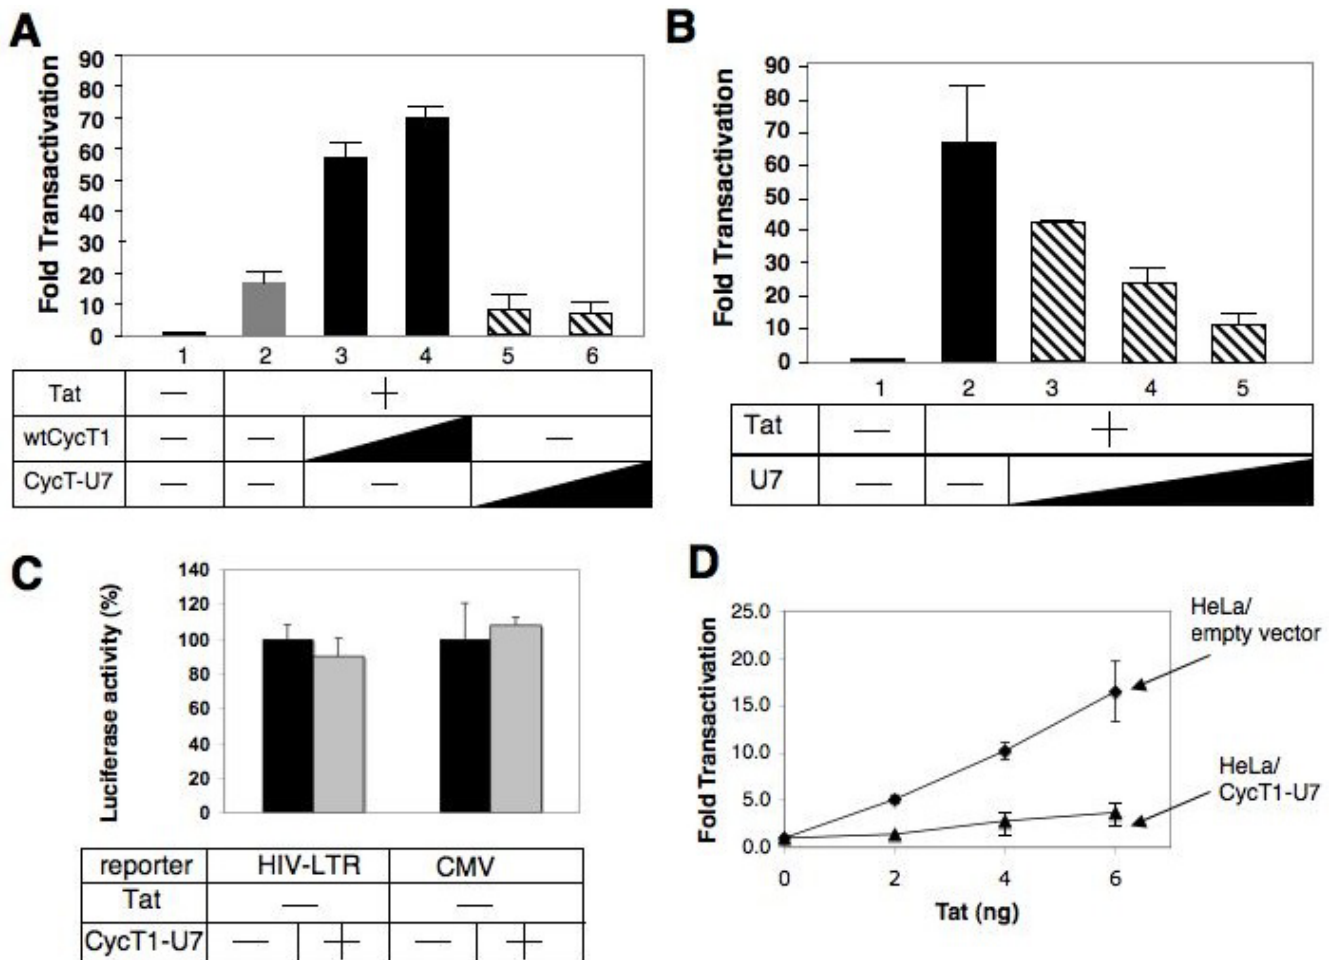 A
Fold Transactivation
90
80
70
60
50
40
30
20
10
0
1 2 3 4 5 6
Tat — +
wtCycT1 — — —
CycT-U7 — — —
B
Fold Transactivation
90
80
70
60
50
40
30
20
10
0
1 2 3 4 5
Tat — +
U7 — —
C
Luciferase activity (%)
140
120
100
80
60
40
20
0
reporter HIV-LTR CMV
Tat — —
CycT1-U7 — + — +
D
Fold Transactivation
25.0
20.0
15.0
10.0
5.0
0.0
0 2 4 6
Tat (ng)
HeLa/
empty vector
HeLa/
CycT1-U7